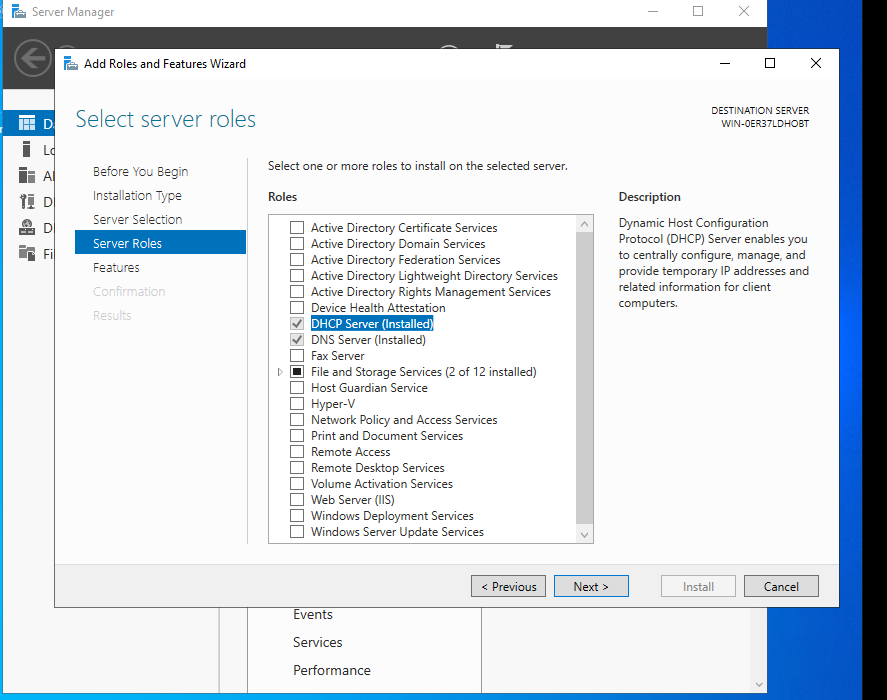 Server Manager
Add Roles and Features Wizard
Select server roles
DESTINATION SERVER
WIN-0ER37LDHOBT
Before You Begin
Installation Type
Server Selection
Server Roles
Features
Confirmation
Results
Select one or more roles to install on the selected server.
Roles
Active Directory Certificate Services
Active Directory Domain Services
Active Directory Federation Services
Active Directory Lightweight Directory Services
Active Directory Rights Management Services
Device Health Attestation
DHCP Server (Installed)
DNS Server (Installed)
Fax Server
File and Storage Services (2 of 12 installed)
Host Guardian Service
Hyper-V
Network Policy and Access Services
Print and Document Services
Remote Access
Remote Desktop Services
Volume Activation Services
Web Server (IIS)
Windows Deployment Services
Windows Server Update Services
Description
Dynamic Host Configuration
Protocol (DHCP) Server enables you
to centrally configure, manage, and
provide temporary IP addresses and
related information for client
computers.
< Previous
Next >
Install
Cancel
Events
Services
Performance